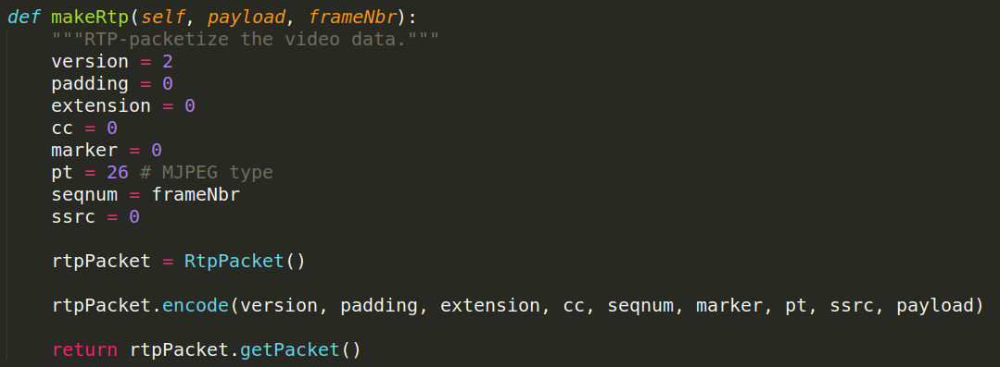 def makeRtp(self, payload, frameNbr):
    """RTP-packetize the video data."""
    version = 2
    padding = 0
    extension = 0
    cc = 0
    marker = 0
    pt = 26 # MJPEG type
    seqnum = frameNbr
    ssrc = 0

    rtpPacket = RtpPacket()

    rtpPacket.encode(version, padding, extension, cc, seqnum, marker, pt, ssrc, payload)

    return rtpPacket.getPacket()